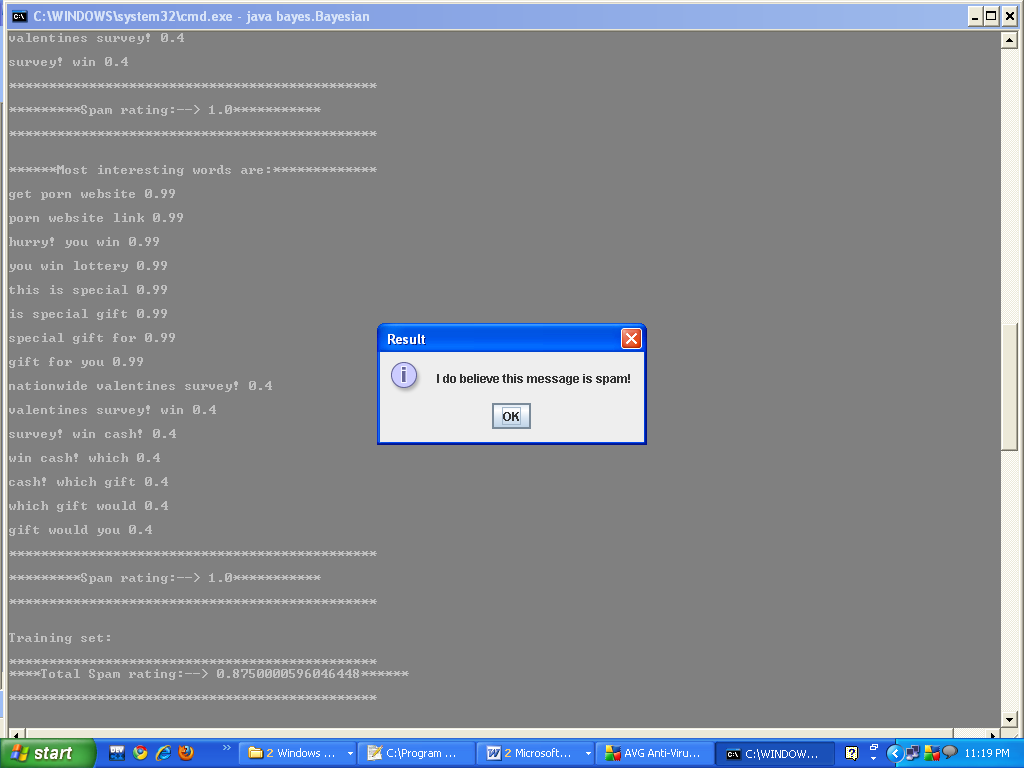 C:\WINDOWS\system32\cmd.exe - java bayes.Bayesian
valentines survey! 0.4
survey! win 0.4
**********************************************
*********Spam rating:--> 1.0***********
**********************************************
******Most interesting words are:*************
get porn website 0.99
porn website link 0.99
hurry! you win 0.99
you win lottery 0.99
this is special 0.99
is special gift 0.99
special gift for 0.99
gift for you 0.99
nationwide valentines survey! 0.4
valentines survey! win 0.4
survey! win cash! 0.4
win cash! which 0.4
cash! which gift 0.4
which gift would 0.4
gift would you 0.4
**********************************************
*********Spam rating:--> 1.0***********
**********************************************
Training set:
**********************************************
****Total Spam rating:--> 0.8750000596046448******
**********************************************
Result
I do believe this message is spam!
OK
start
2 Windows ...
C:\Program ...
2 Microsoft...
AVG Anti-Viru...
C:\WINDOW...
11:19 PM